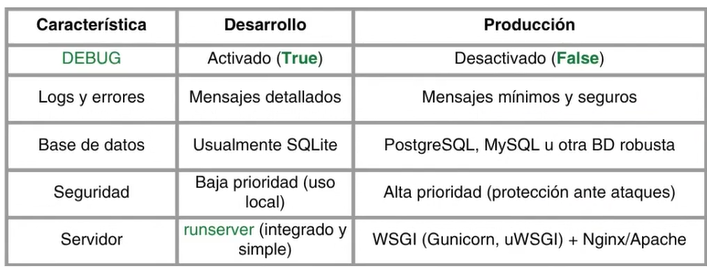 Característica Desarrollo Producción
DEBUG Activado (True) Desactivado (False)
Logs y errores Mensajes detallados Mensajes mínimos y seguros
Base de datos Usualmente SQLite PostgreSQL, MySQL u otra BD robusta
Seguridad Baja prioridad (uso
local) Alta prioridad (protección ante ataques)
Servidor runserver (integrado y
simple) WSGI (Gunicorn, uWSGI) + Nginx/Apache